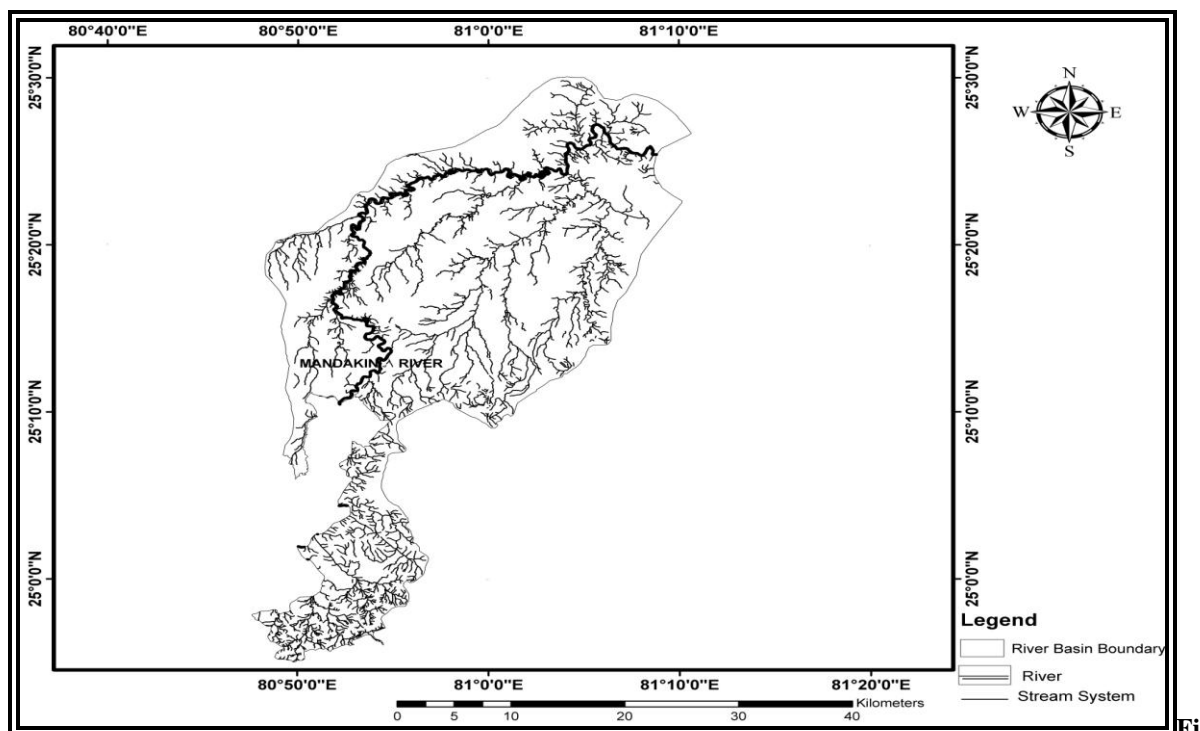 80°40'0"E 80°50'0"E 81°0'0"E 81°10'0"E
25°30'0"N
25°20'0"N
25°10'0"N
25°0'0"N
MANDAKINI RIVER
25°30'0"N
25°20'0"N
25°10'0"N
25°0'0"N
N
W E
S
Legend
River Basin Boundary
River
Stream System
80°50'0"E 81°0'0"E 81°10'0"E 81°20'0"E
Kilometers
0 5 10 20 30 40
Fi